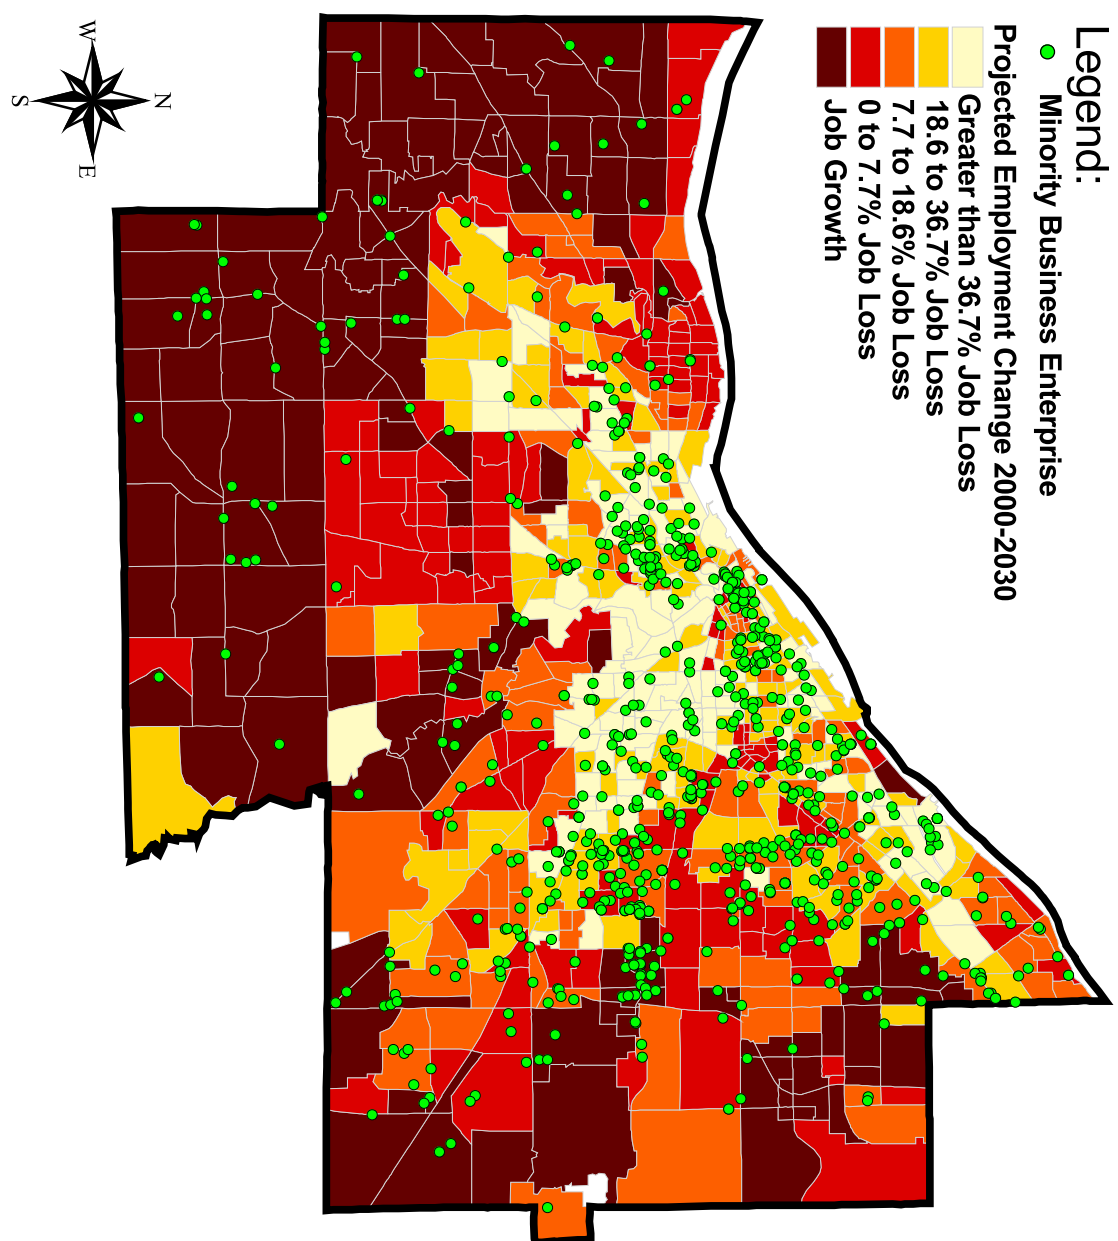 Legend:
Minority Business Enterprise
Projected Employment Change 2000-2030
Greater than 36.7% Job Loss
18.6 to 36.7% Job Loss
7.7 to 18.6% Job Loss
0 to 7.7% Job Loss
Job Growth
N
W
E
S